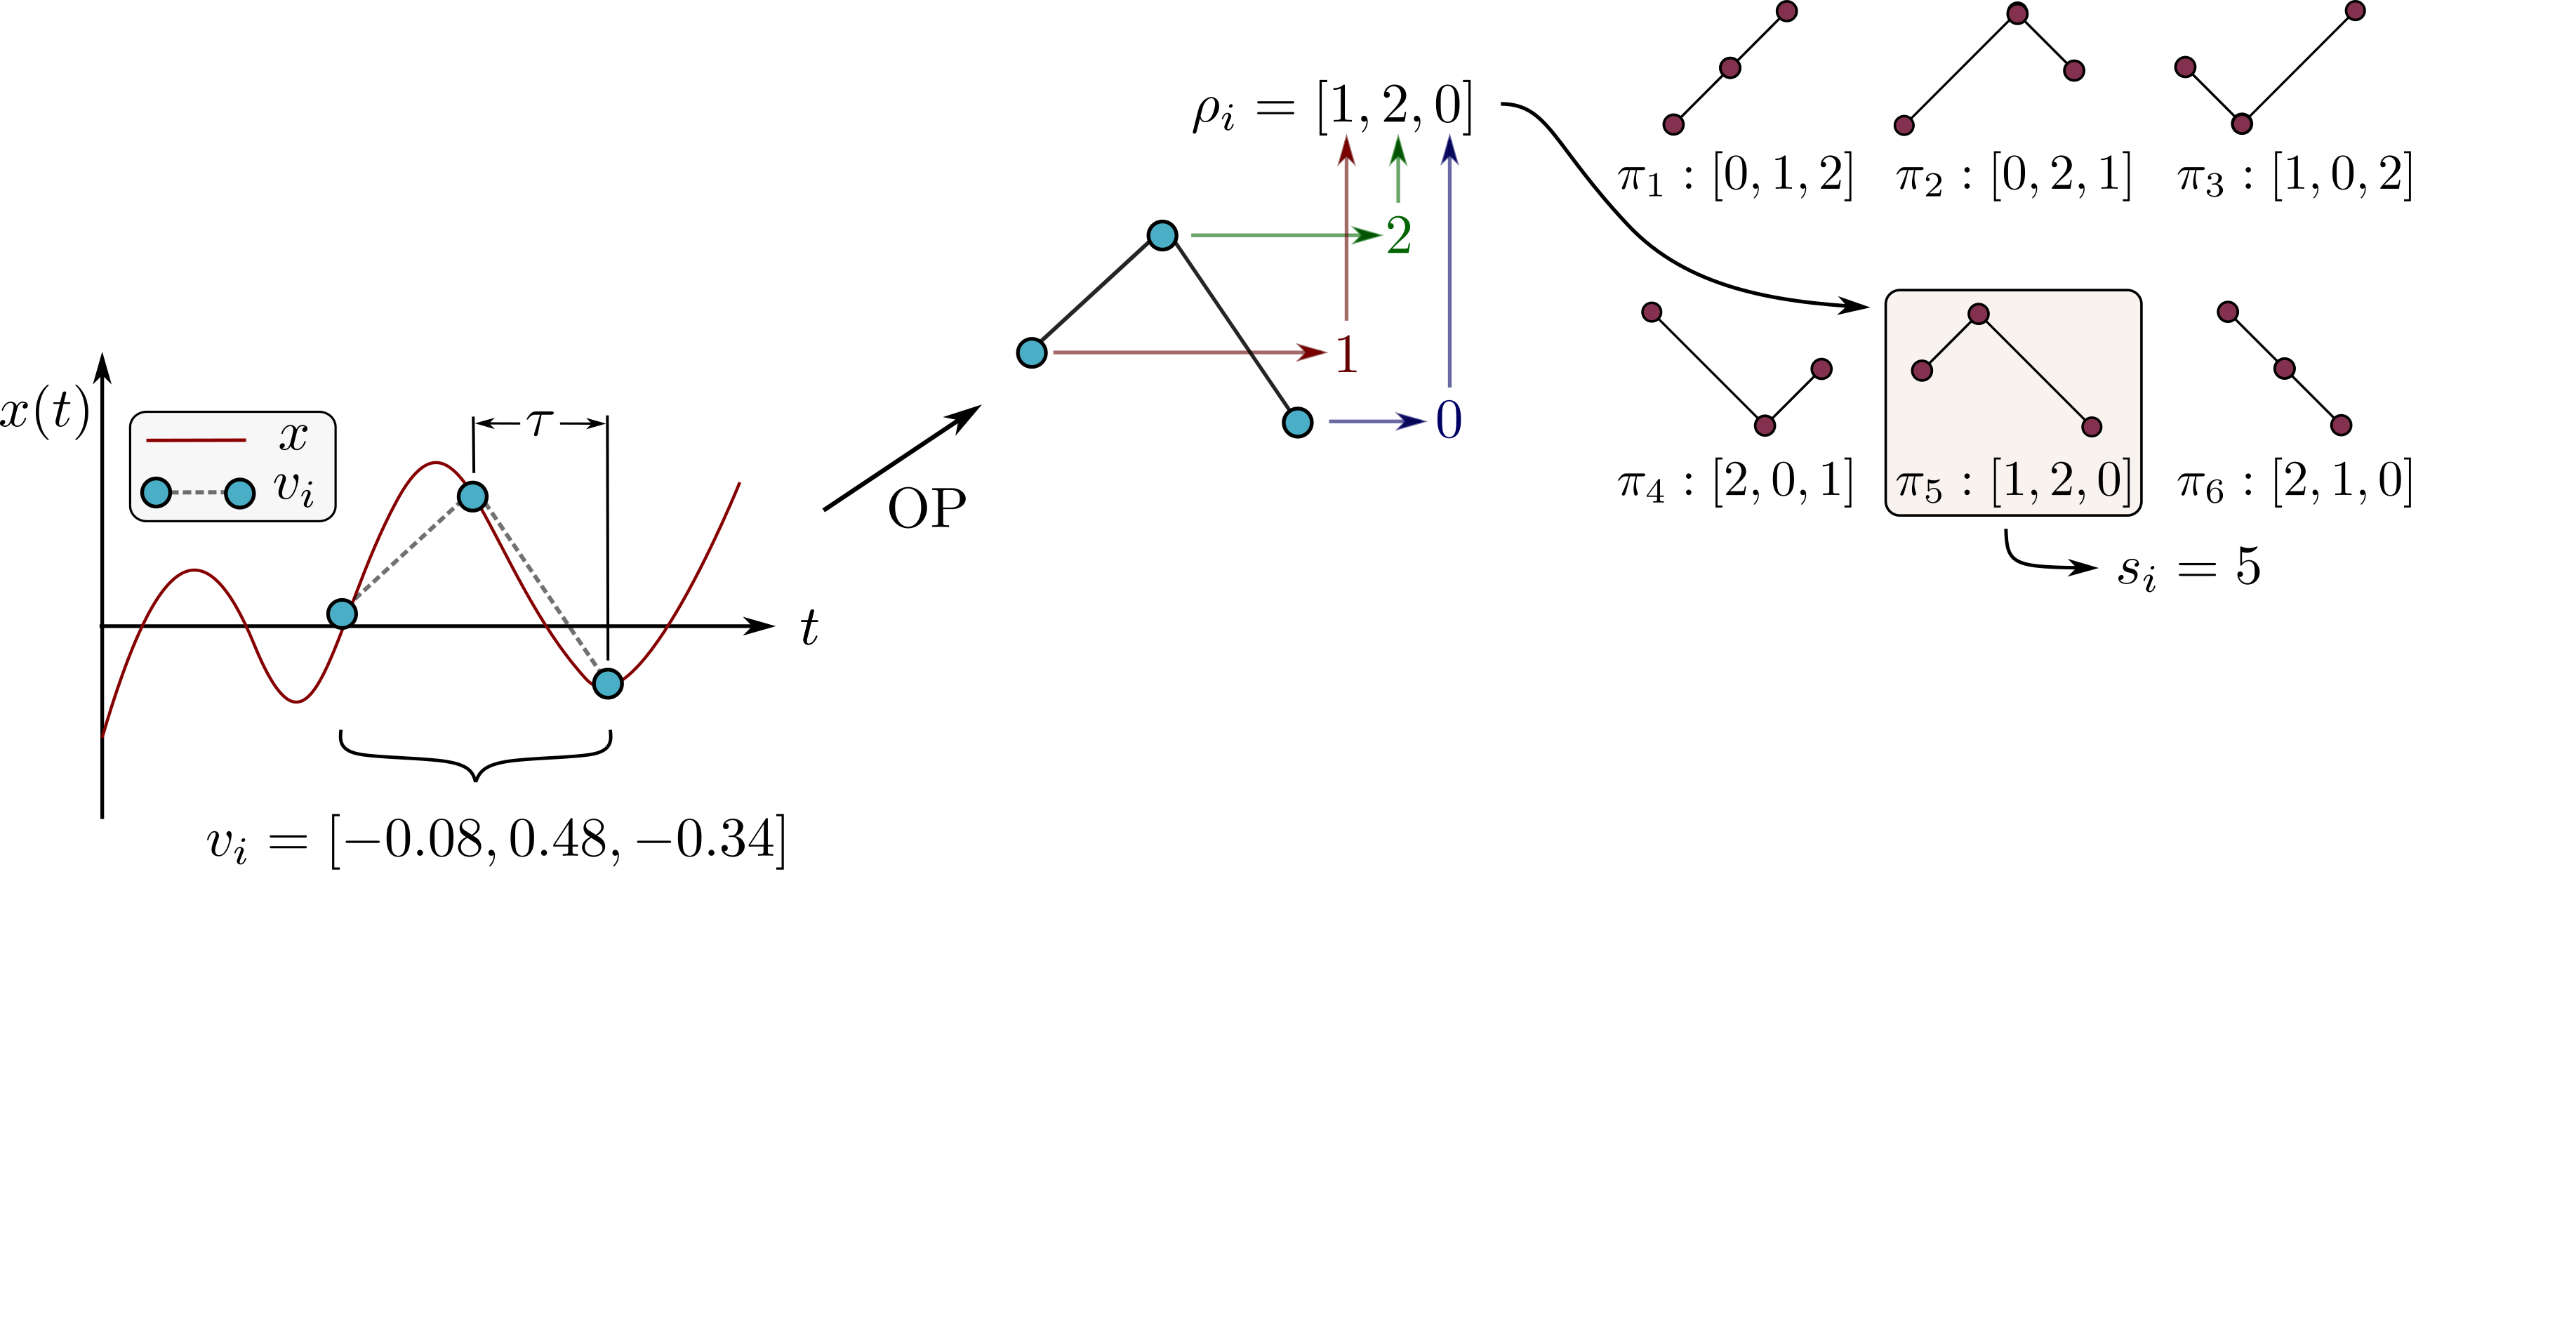 x(t)
x
v_i
τ
t
v_i = [−0.08, 0.48, −0.34]
OP
ρ_i = [1, 2, 0]
2
1
0
π_1 : [0, 1, 2]
π_2 : [0, 2, 1]
π_3 : [1, 0, 2]
π_4 : [2, 0, 1]
π_5 : [1, 2, 0]
π_6 : [2, 1, 0]
s_i = 5